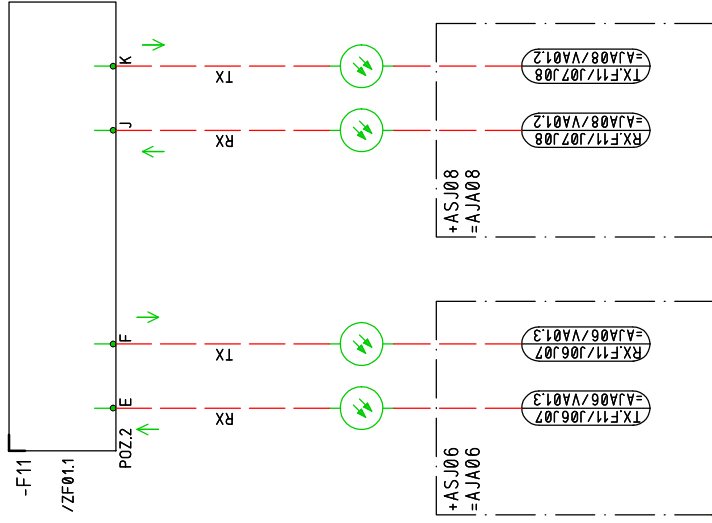 K
TX
TX.F11/J07J08
=AJA08/VA01.2
J
RX
RX.F11/J07J08
=AJA08/VA01.2
+ASJ08
=AJA08
F
TX
RX.F11/J06J07
=AJA06/VA01.3
E
RX
TX.F11/J06J07
=AJA06/VA01.3
POZ.2
-F11
/ZF01.1
+ASJ06
=AJA06